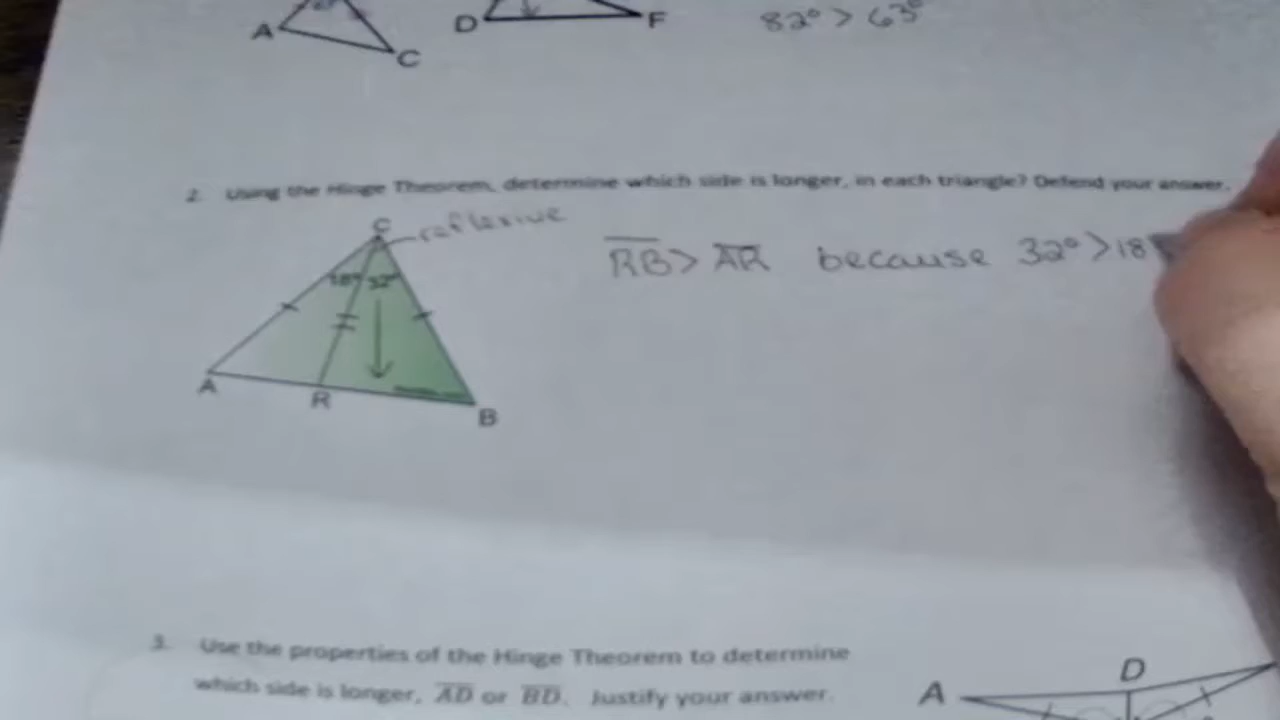 A
C
D
F
82° > 63°
2. Using the Hinge Theorem, determine which side is longer, in each triangle? Defend your answer.
C
reflexive
18° 32°
RB > AR because 32° > 18
A
R
B
3. Use the properties of the Hinge Theorem to determine
which side is longer, AD or BD. Justify your answer.
A
D